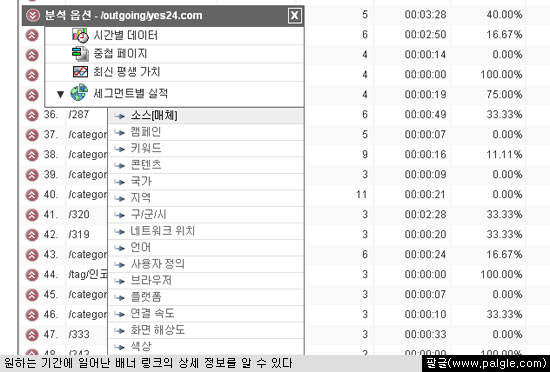 분석 옵션 - /outgoing/yes24.com X 5 00:03:28 40.00%
시간별 데이터 6 00:02:50 16.67%
중첩 페이지 4 00:00:14 0.00%
최신 평생 가치 4 00:00:00 100.00%
세그먼트별 실적 4 00:00:19 75.00%
36. /287 소스[매체] 6 00:00:49 33.33%
37. /categor 캠페인 5 00:00:07 0.00%
38. /categor 키워드 9 00:00:16 11.11%
콘텐츠
39. /categor 국가 3 00:00:09 0.00%
40. /categor 지역 11 00:00:21 0.00%
41. /320 구/군/시 3 00:02:28 33.33%
42. /319 네트워크 위치 3 00:00:20 33.33%
43. /categor 언어 6 00:00:24 16.67%
44. /tag/인코 사용자 정의 3 00:00:00 100.00%
브라우저
45. /categor 플랫폼 3 00:00:07 0.00%
46. /categor 연결 속도 3 00:00:10 33.33%
47. /333 화면 해상도 3 00:00:33 0.00%
48. /343 색상 3 00:00:00 100.00%
원하는 기간에 일어난 배너 링크의 상세 정보를 알 수 있다 팔글(www.palgle.com)